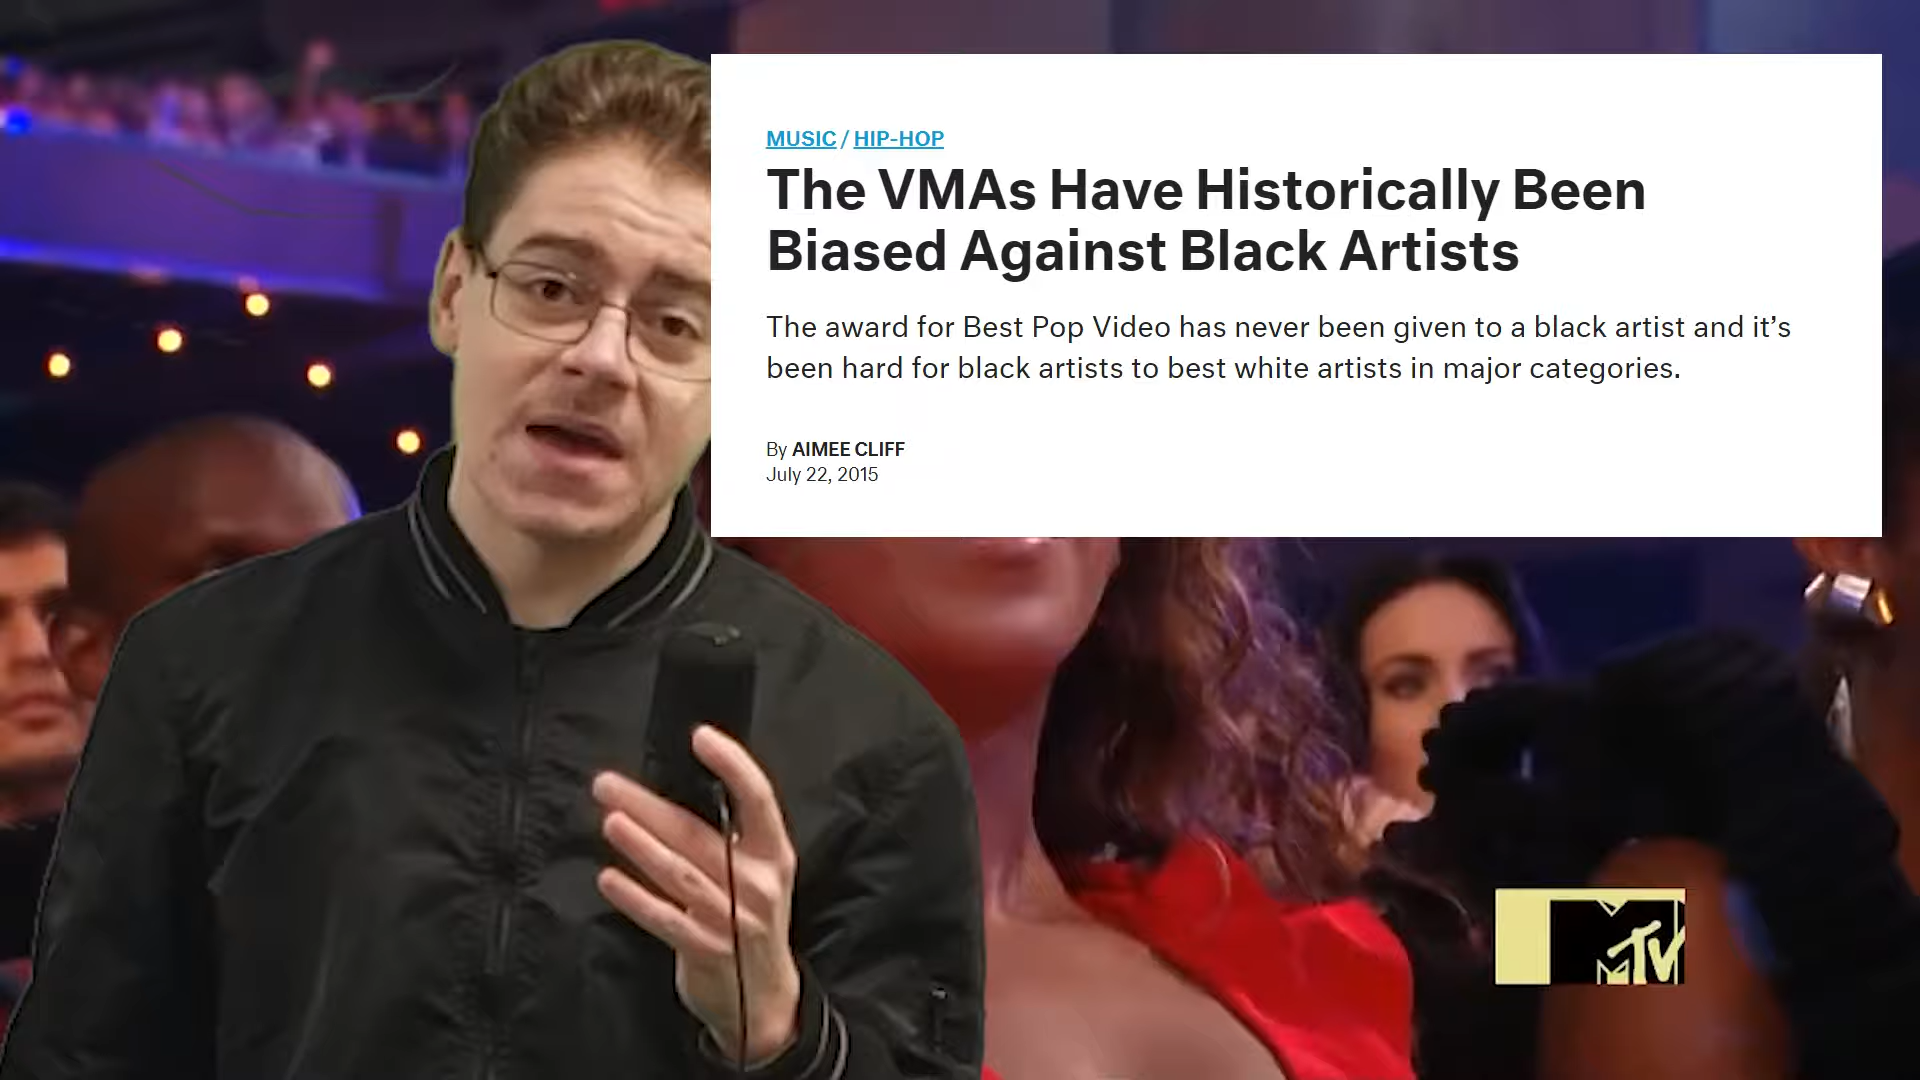 MUSIC / HIP-HOP
The VMAs Have Historically Been
Biased Against Black Artists
The award for Best Pop Video has never been given to a black artist and it’s
been hard for black artists to best white artists in major categories.
By AIMEE CLIFF
July 22, 2015
MTV